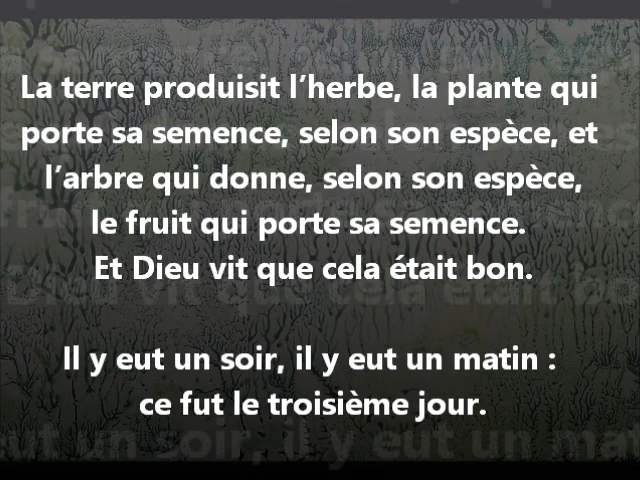 La terre produisit l’herbe, la plante qui
porte sa semence, selon son espèce, et
l’arbre qui donne, selon son espèce,
le fruit qui porte sa semence.
Et Dieu vit que cela était bon.
Il y eut un soir, il y eut un matin :
ce fut le troisième jour.